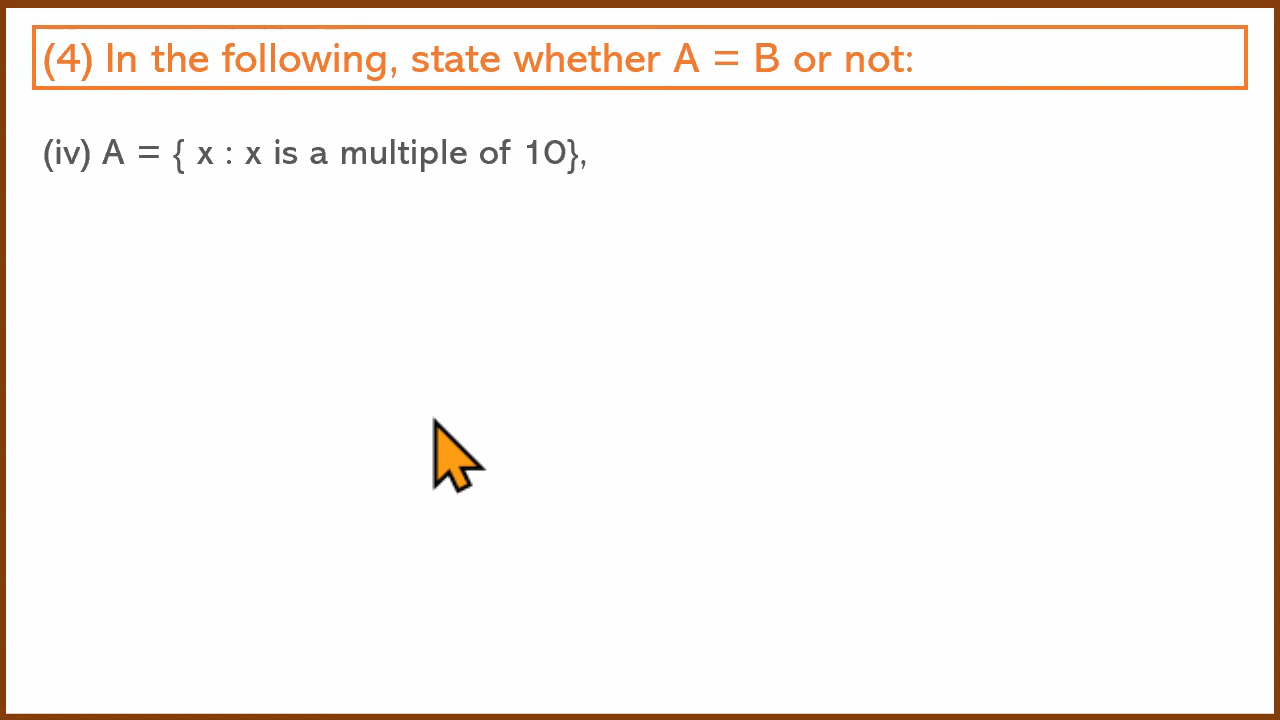 (4) In the following, state whether A = B or not:
(iv) A = { x : x is a multiple of 10},